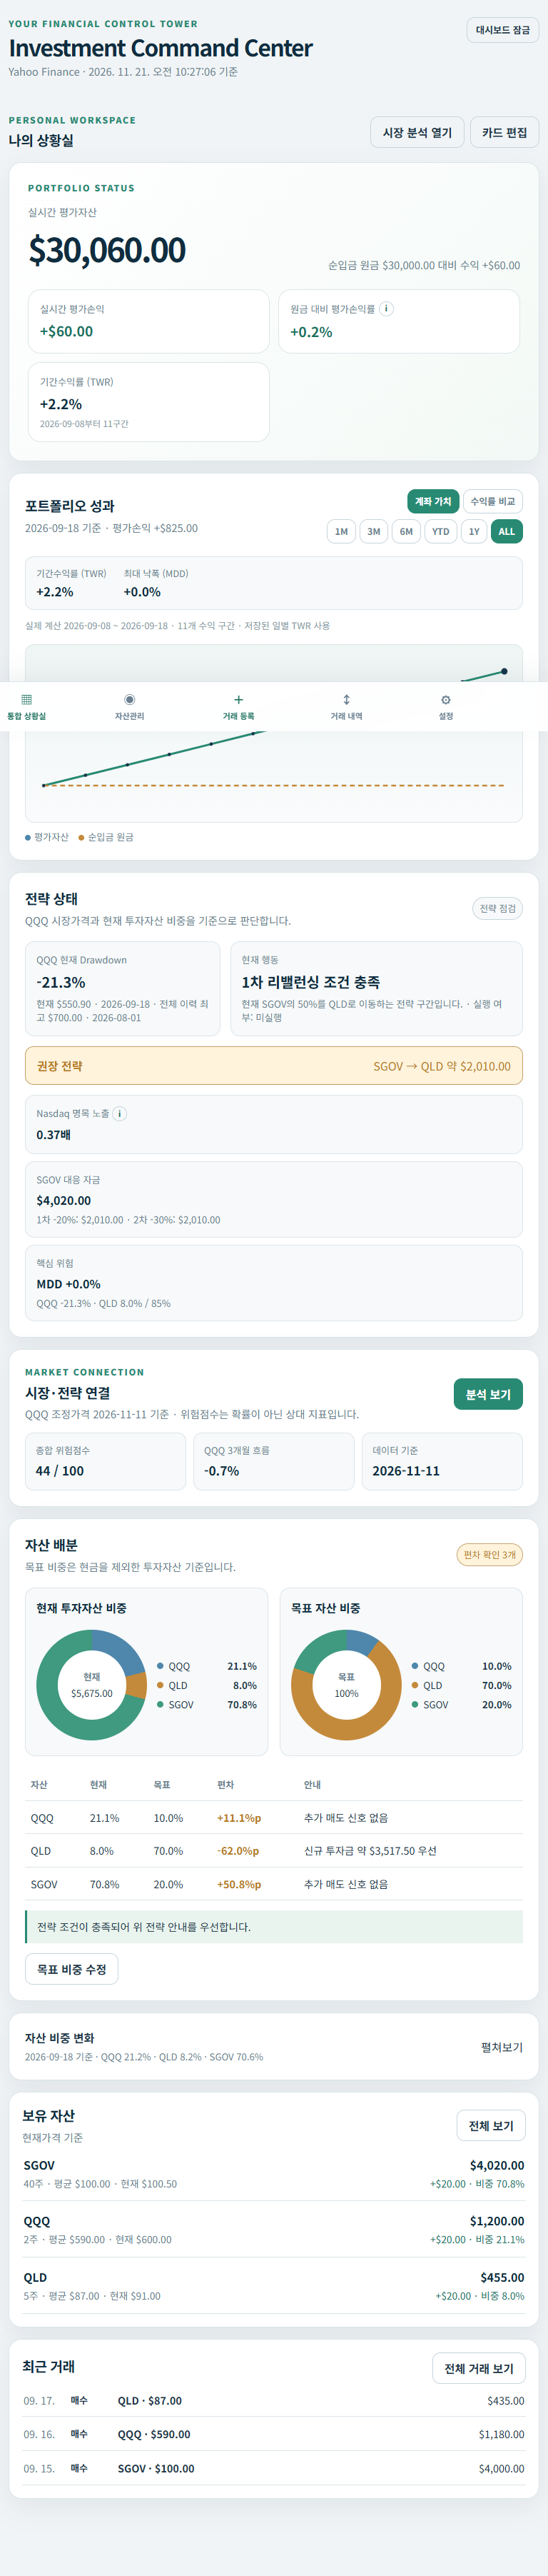 YOUR FINANCIAL CONTROL TOWER
Investment Command Center
Yahoo Finance · 2026. 11. 21. 오전 10:27:06 기준
대시보드 잠금
PERSONAL WORKSPACE
나의 상황실
시장 분석 열기
카드 편집
PORTFOLIO STATUS
실시간 평가자산
$30,060.00
순입금 원금 $30,000.00 대비 수익 +$60.00
실시간 평가손익
+$60.00
원금 대비 평가손익률 i
+0.2%
기간수익률 (TWR)
+2.2%
2026-09-08부터 11구간
포트폴리오 성과
2026-09-18 기준 · 평가손익 +$825.00
계좌 가치
수익률 비교
1M
3M
6M
YTD
1Y
ALL
기간수익률 (TWR)
+2.2%
최대 낙폭 (MDD)
+0.0%
실제 계산 2026-09-08 ~ 2026-09-18 · 11개 수익 구간 · 저장된 일별 TWR 사용
통합 상황실
자산관리
거래 등록
거래 내역
설정
평가자산
순입금 원금
전략 상태
QQQ 시장가격과 현재 투자자산 비중을 기준으로 판단합니다.
전략 점검
QQQ 현재 Drawdown
-21.3%
현재 $550.90 · 2026-09-18 · 전체 이력 최
고 $700.00 · 2026-08-01
현재 행동
1차 리밸런싱 조건 충족
현재 SGOV의 50%를 QLD로 이동하는 전략 구간입니다. · 실행 여
부: 미실행
권장 전략
SGOV → QLD 약 $2,010.00
Nasdaq 명목 노출 i
0.37배
SGOV 대응 자금
$4,020.00
1차 -20%: $2,010.00 · 2차 -30%: $2,010.00
핵심 위험
MDD +0.0%
QQQ -21.3% · QLD 8.0% / 85%
MARKET CONNECTION
시장·전략 연결
QQQ 조정가격 2026-11-11 기준 · 위험점수는 확률이 아닌 상대 지표입니다.
분석 보기
종합 위험점수
44 / 100
QQQ 3개월 흐름
-0.7%
데이터 기준
2026-11-11
자산 배분
목표 비중은 현금을 제외한 투자자산 기준입니다.
편차 확인 3개
현재 투자자산 비중
현재
$5,675.00
QQQ 21.1%
QLD 8.0%
SGOV 70.8%
목표 자산 비중
목표
100%
QQQ 10.0%
QLD 70.0%
SGOV 20.0%
자산 현재 목표 편차 안내
QQQ 21.1% 10.0% +11.1%p 추가 매도 신호 없음
QLD 8.0% 70.0% -62.0%p 신규 투자금 약 $3,517.50 우선
SGOV 70.8% 20.0% +50.8%p 추가 매도 신호 없음
전략 조건이 충족되어 위 전략 안내를 우선합니다.
목표 비중 수정
자산 비중 변화
2026-09-18 기준 · QQQ 21.2% · QLD 8.2% · SGOV 70.6%
펼쳐보기
보유 자산
현재가격 기준
전체 보기
SGOV $4,020.00
40주 · 평균 $100.00 · 현재 $100.50 +$20.00 · 비중 70.8%
QQQ $1,200.00
2주 · 평균 $590.00 · 현재 $600.00 +$20.00 · 비중 21.1%
QLD $455.00
5주 · 평균 $87.00 · 현재 $91.00 +$20.00 · 비중 8.0%
최근 거래
전체 거래 보기
09. 17. 매수 QLD · $87.00 $435.00
09. 16. 매수 QQQ · $590.00 $1,180.00
09. 15. 매수 SGOV · $100.00 $4,000.00